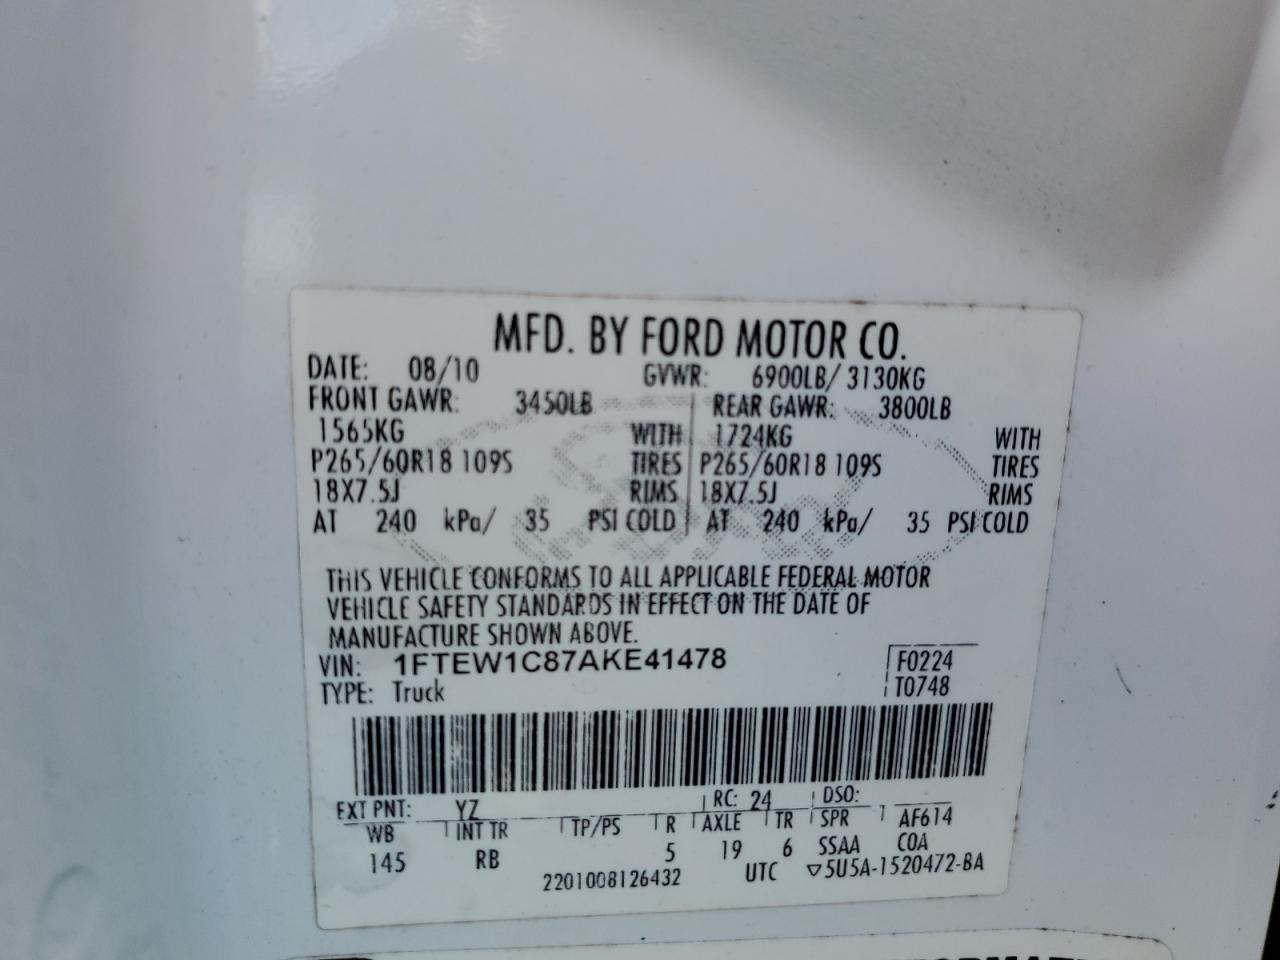 MFD. BY FORD MOTOR CO.
DATE: 08/10 GVWR: 6900LB/ 3130KG
FRONT GAWR: 3450LB REAR GAWR: 3800LB
1565KG WITH 1724KG WITH
P265/60R18 109S TIRES P265/60R18 109S TIRES
18X7.5J RIMS 18X7.5J RIMS
AT 240 kPa/ 35 PSI COLD AT 240 kPa/ 35 PSI COLD
THIS VEHICLE CONFORMS TO ALL APPLICABLE FEDERAL MOTOR
VEHICLE SAFETY STANDARDS IN EFFECT ON THE DATE OF
MANUFACTURE SHOWN ABOVE.
VIN: 1FTEW1C87AKE41478 F0224
TYPE: Truck T0748
EXT PNT: YZ RC: 24 DSO:
WB INT TR TP/PS R AXLE TR SPR AF614
145 RB 5 19 6 SSAA COA
2201008126432 UTC ▽5U5A-1520472-BA